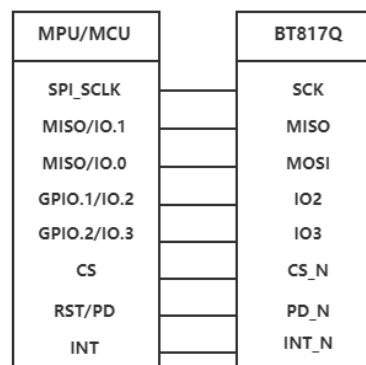 MPU/MCU BT817Q
SPI_SCLK SCK
MISO/IO.1 MISO
MISO/IO.0 MOSI
GPIO.1/IO.2 IO2
GPIO.2/IO.3 IO3
CS CS_N
RST/PD PD_N
INT INT_N